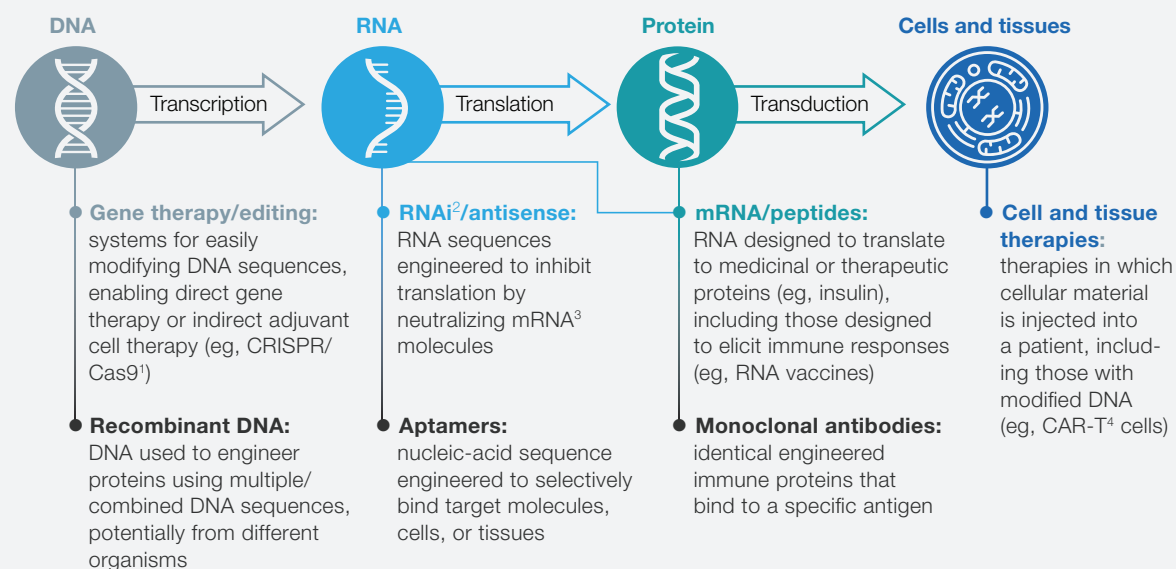 DNA
RNA
Protein
Cells and tissues
Transcription
Translation
Transduction
Gene therapy/editing:
systems for easily
modifying DNA sequences,
enabling direct gene
therapy or indirect adjuvant
cell therapy (eg, CRISPR/
Cas9¹)
Recombinant DNA:
DNA used to engineer
proteins using multiple/
combined DNA sequences,
potentially from different
organisms
RNAi²/antisense:
RNA sequences
engineered to inhibit
translation by
neutralizing mRNA³
molecules
Aptamers:
nucleic-acid sequence
engineered to selectively
bind target molecules,
cells, or tissues
mRNA/peptides:
RNA designed to translate
to medicinal or therapeutic
proteins (eg, insulin),
including those designed
to elicit immune responses
(eg, RNA vaccines)
Monoclonal antibodies:
identical engineered
immune proteins that
bind to a specific antigen
Cell and tissue
therapies:
therapies in which
cellular material
is injected into
a patient, includ-
ing those with
modified DNA
(eg, CAR-T⁴ cells)